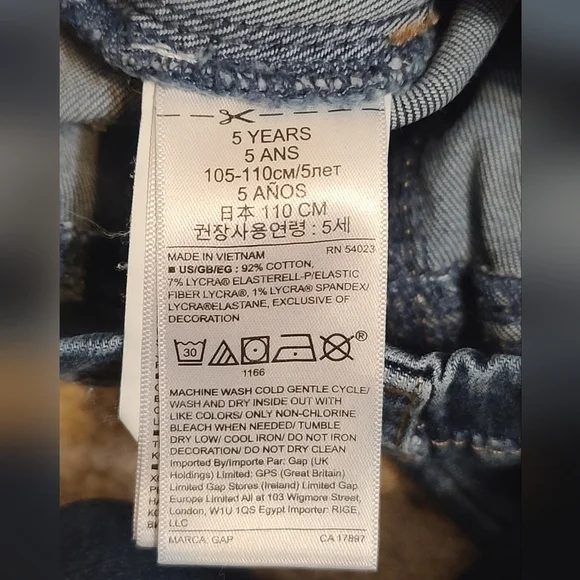 5 YEARS
5 ANS
105-110см/5лет
5 AÑOS
日本 110 CM
권장사용연령 : 5세
MADE IN VIETNAM RN 54023
■ US/GB/EG : 92% COTTON,
7% LYCRA® ELASTERELL-P/ELASTIC
FIBER LYCRA®, 1% LYCRA® SPANDEX/
LYCRA®ELASTANE, EXCLUSIVE OF
DECORATION
30
®
1166
MACHINE WASH COLD GENTLE CYCLE/
WASH AND DRY INSIDE OUT WITH
LIKE COLORS/ ONLY NON-CHLORINE
BLEACH WHEN NEEDED/ TUMBLE
DRY LOW/ COOL IRON/ DO NOT IRON
DECORATION/ DO NOT DRY CLEAN
Imported By/Importe Par: Gap (UK
Holdings) Limited: GPS (Great Britain)
Limited Gap Stores (Ireland) Limited Gap
Europe Limited All at 103 Wigmore Street,
London, W1U 1QS Egypt Importer: RIGE,
LLC
MARCA: GAP CA 17897